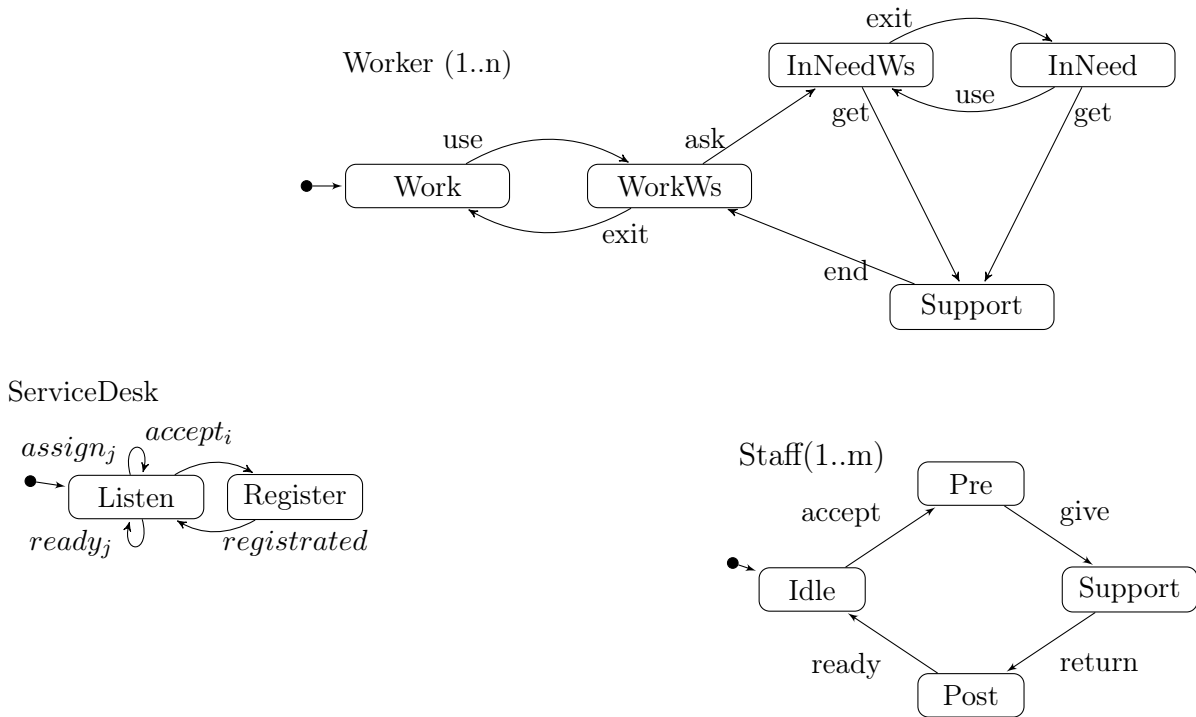 exit
Worker (1..n)
InNeedWs
InNeed
use
get
get
use
ask
Work
WorkWs
exit
end
Support
ServiceDesk
assign_j
accept_i
Listen
Register
ready_j
registrated
Staff(1..m)
Pre
accept
give
Idle
Support
ready
return
Post